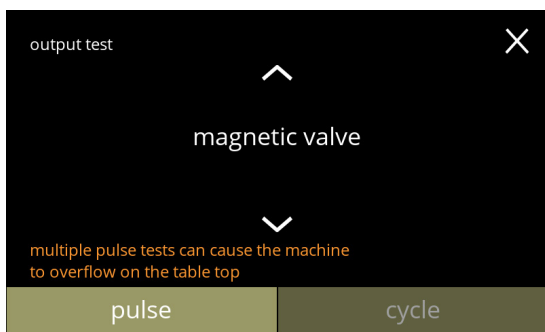 output test
magnetic valve
multiple pulse tests can cause the machine
to overflow on the table top
pulse
cycle